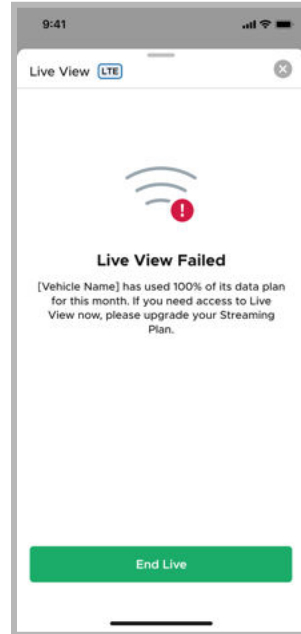 9:41
Live View LTE
!
Live View Failed
[Vehicle Name] has used 100% of its data plan
for this month. If you need access to Live
View now, please upgrade your Streaming
Plan.
End Live